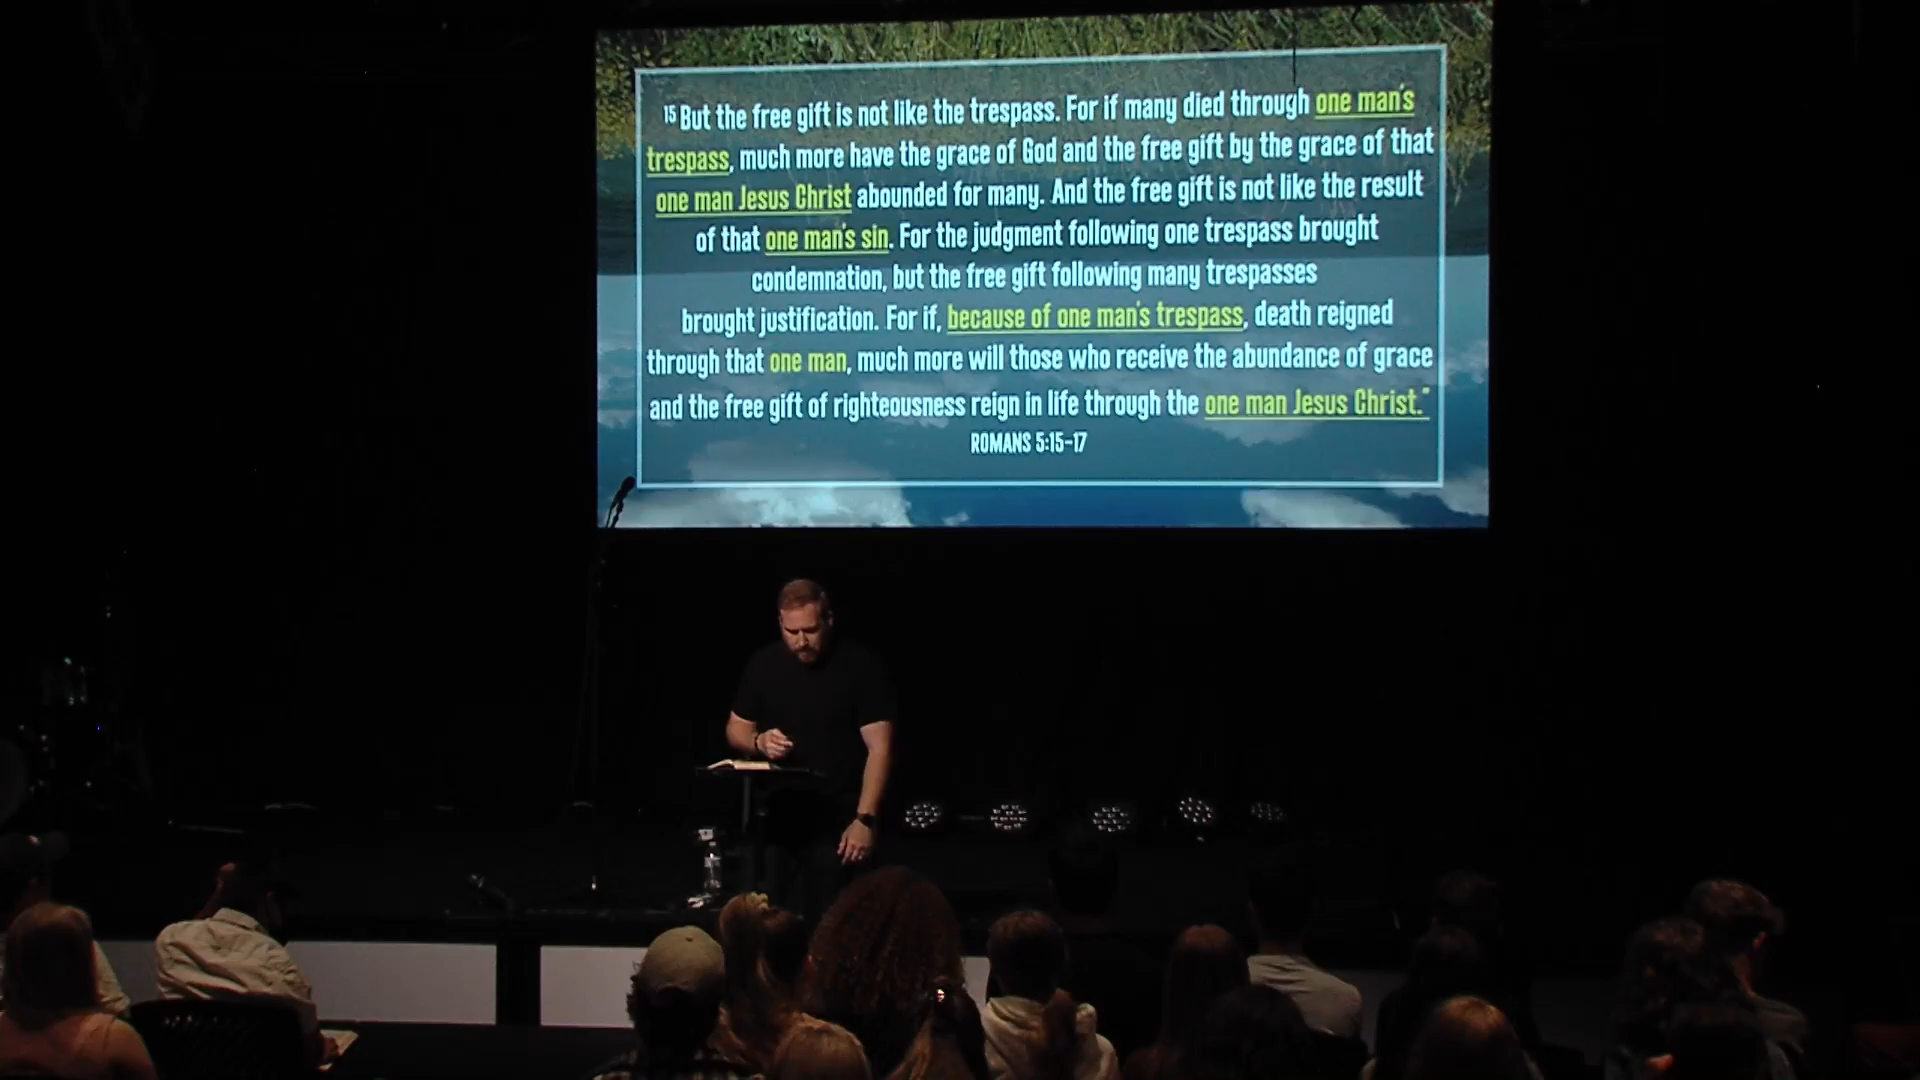 15 But the free gift is not like the trespass. For if many died through one man's
trespass, much more have the grace of God and the free gift by the grace of that
one man Jesus Christ abounded for many. And the free gift is not like the result
of that one man's sin. For the judgment following one trespass brought
condemnation, but the free gift following many trespasses
brought justification. For if, because of one man's trespass, death reigned
through that one man, much more will those who receive the abundance of grace
and the free gift of righteousness reign in life through the one man Jesus Christ."
ROMANS 5:15-17